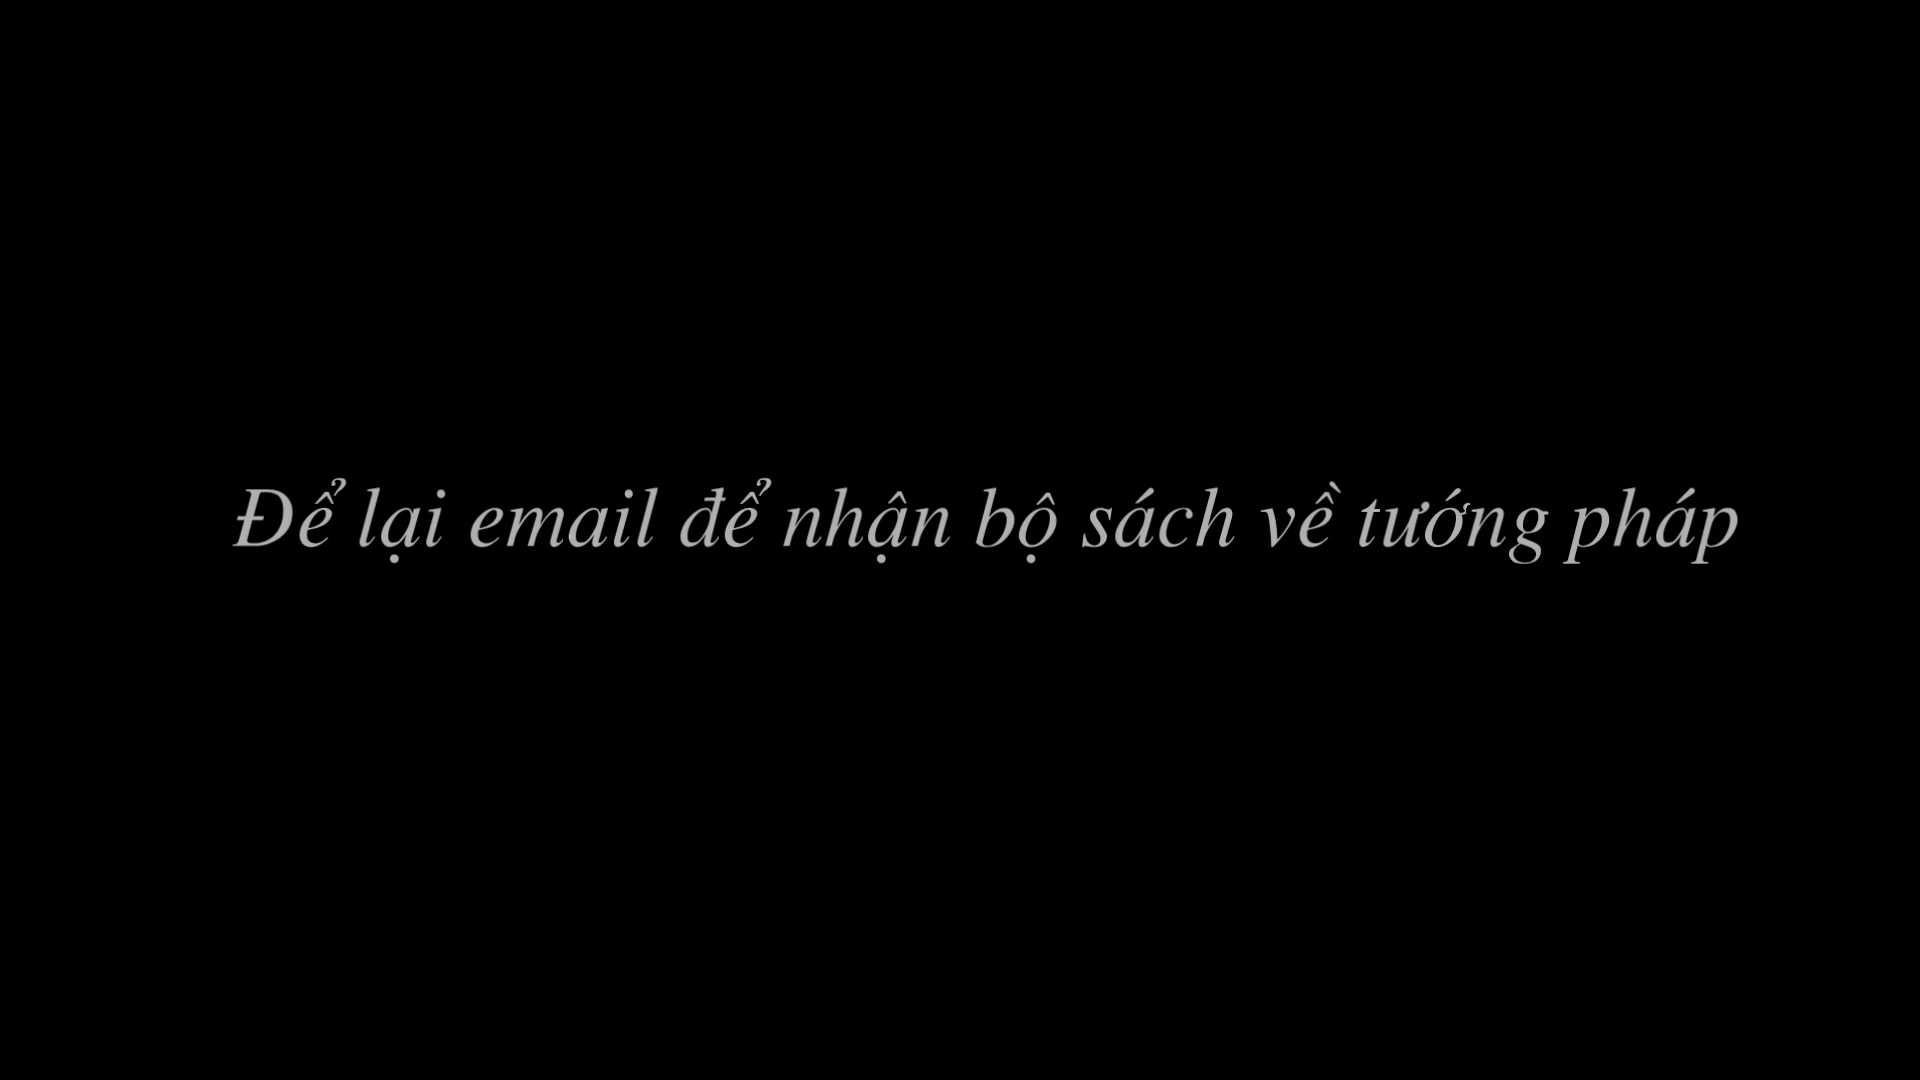 Để lại email để nhận bộ sách về tướng pháp